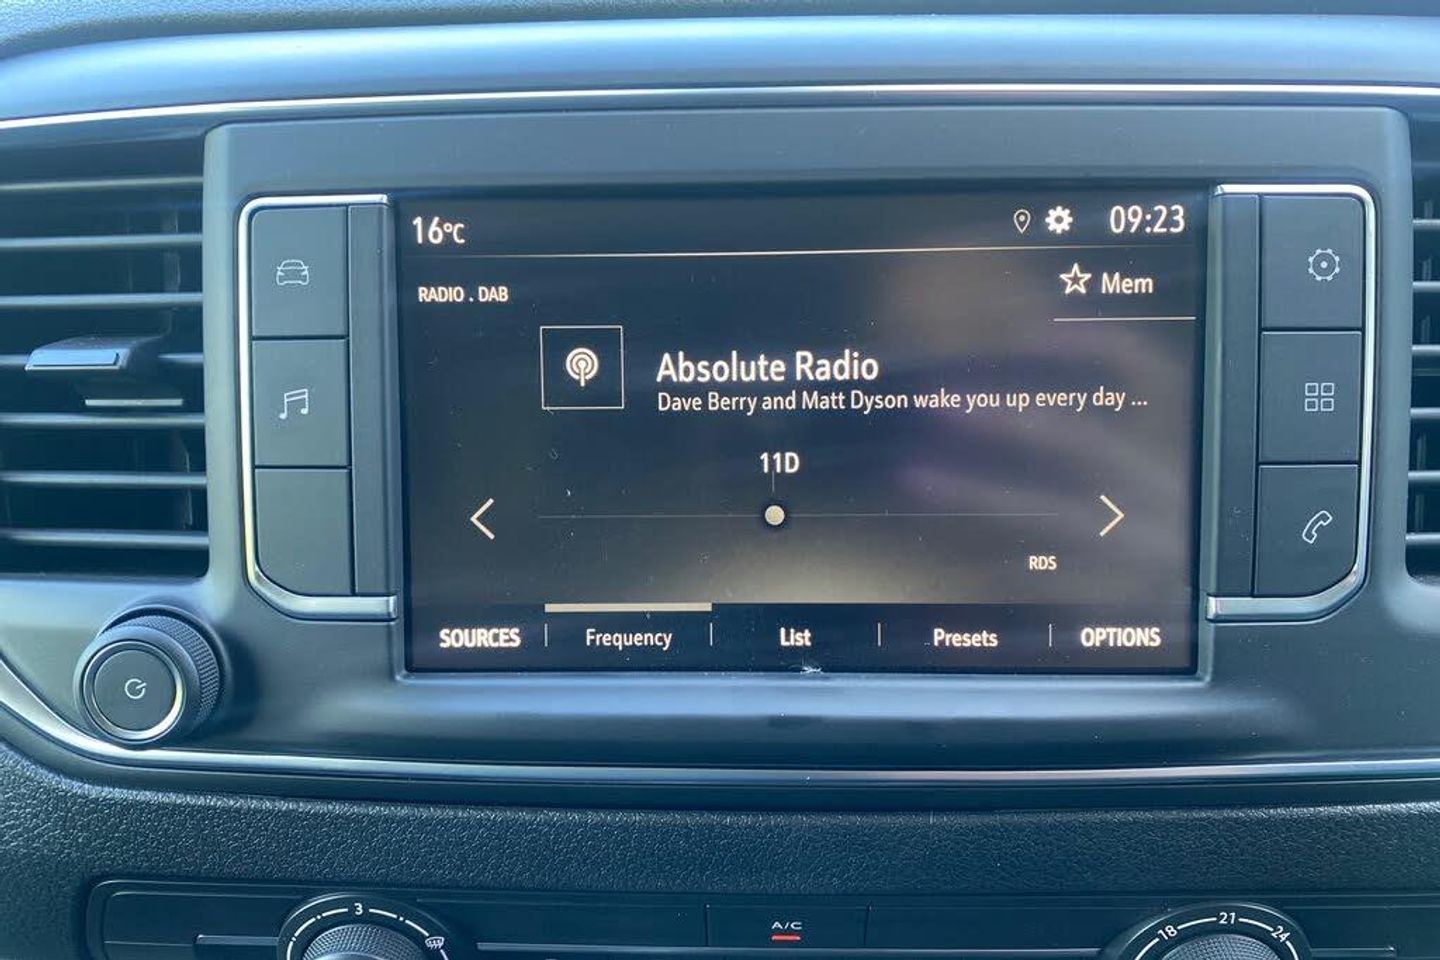 16°C
09:23
RADIO . DAB
Mem
Absolute Radio
Dave Berry and Matt Dyson wake you up every day ...
11D
RDS
SOURCES
Frequency
List
Presets
OPTIONS
3
A/C
18
21
24